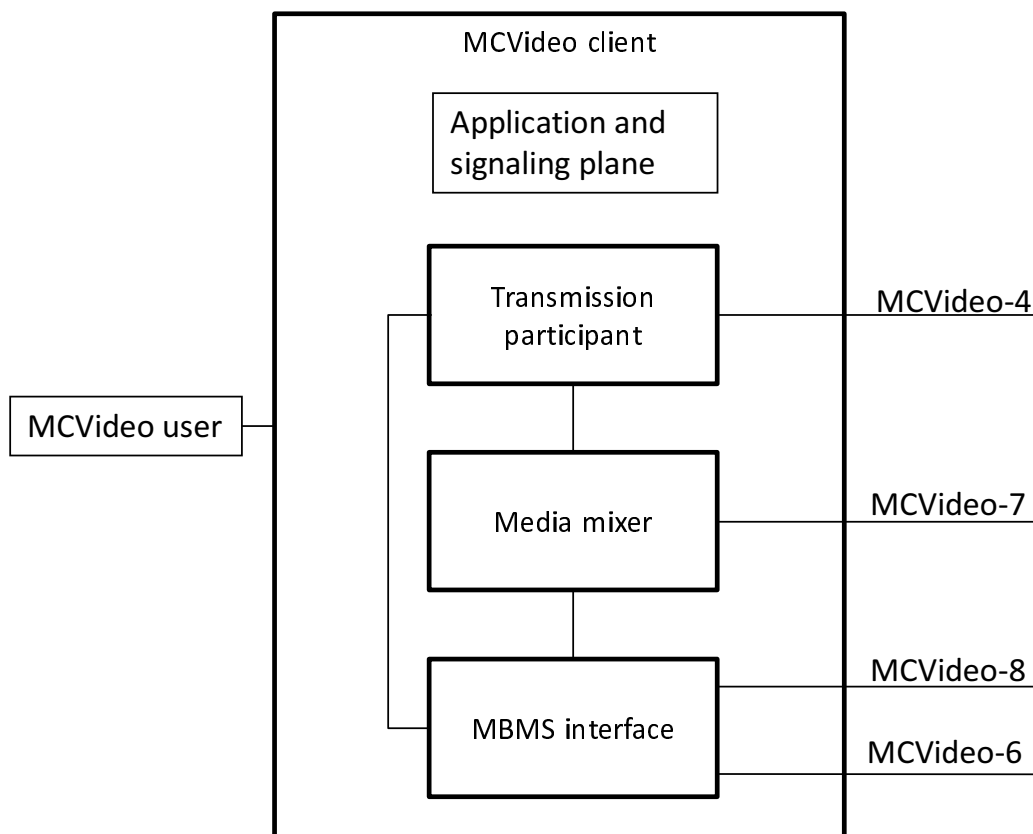 MCVideo client
Application and
signaling plane
Transmission
participant
MCVideo-4
MCVideo user
Media mixer
MCVideo-7
MBMS interface
MCVideo-8
MCVideo-6